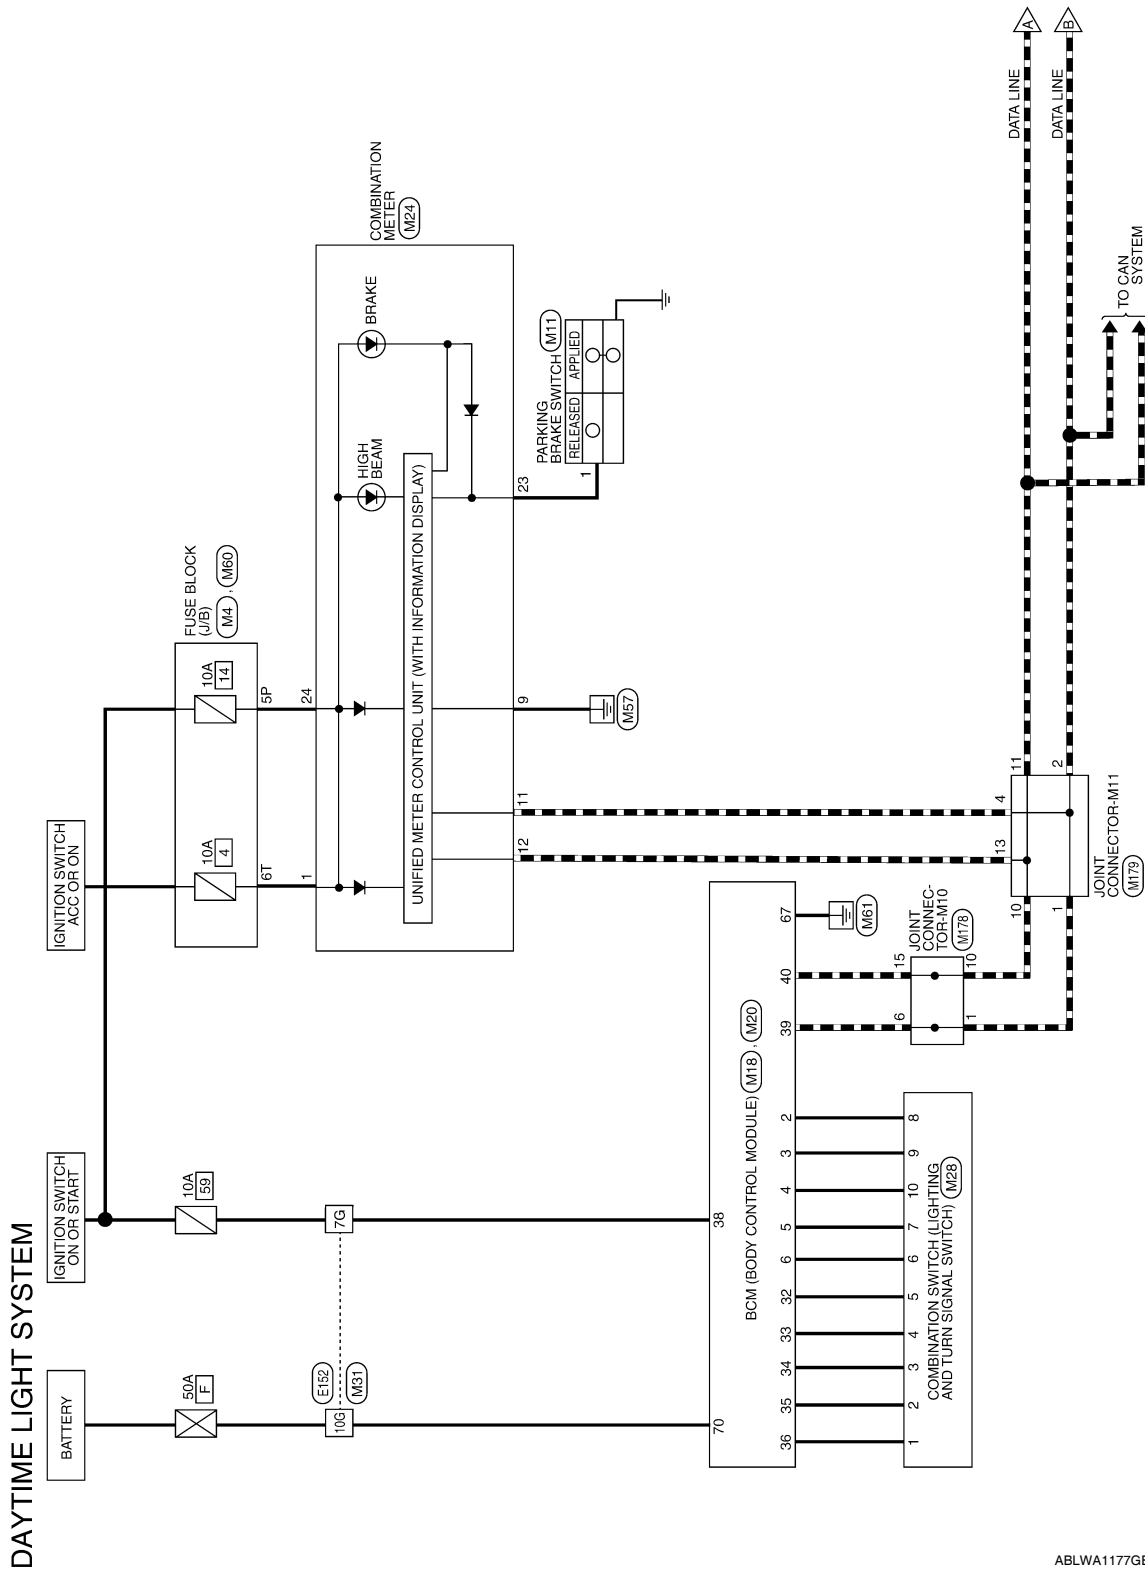 DAYTIME LIGHT SYSTEM
BATTERY
IGNITION SWITCH
ON OR START
IGNITION SWITCH
ACC OR ON
50A
F
10A
59
10A
4
10A
14
FUSE BLOCK
(J/B)
M4 , M60
6T
5P
10G
E152
M31
7G
1
24
COMBINATION
METER
M24
HIGH
BEAM
BRAKE
UNIFIED METER CONTROL UNIT (WITH INFORMATION DISPLAY)
12
11
9
23
M57
PARKING
BRAKE SWITCH
M11
RELEASED
APPLIED
1
70
38
BCM (BODY CONTROL MODULE) M18 , M20
36
35
34
33
32
6
5
4
3
2
39
40
67
M61
1
2
3
4
5
6
7
10
9
8
COMBINATION SWITCH (LIGHTING
AND TURN SIGNAL SWITCH)
M28
6
15
1
10
JOINT
CONNEC-
TOR-M10
M178
13
4
10
11
1
2
JOINT
CONNECTOR-M11
M179
TO CAN
SYSTEM
DATA LINE
A
DATA LINE
B